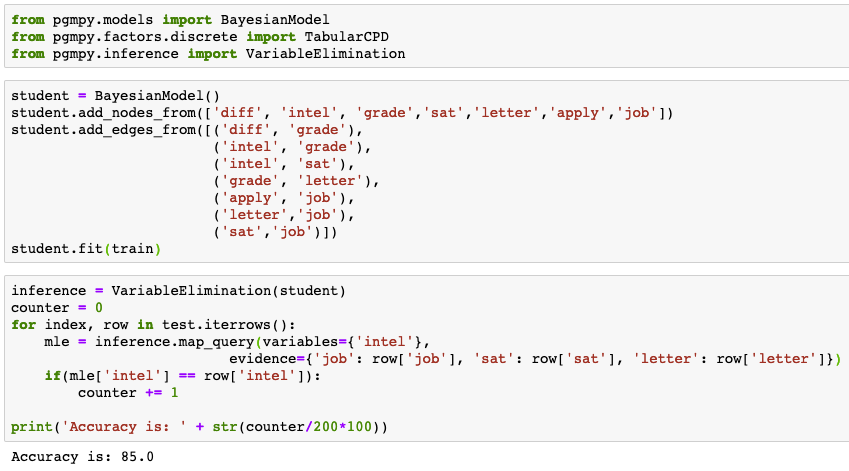 from pgmpy.models import BayesianModel
from pgmpy.factors.discrete import TabularCPD
from pgmpy.inference import VariableElimination
student = BayesianModel()
student.add_nodes_from(['diff', 'intel', 'grade','sat','letter','apply','job'])
student.add_edges_from([('diff', 'grade'),
('intel', 'grade'),
('intel', 'sat'),
('grade', 'letter'),
('apply', 'job'),
('letter','job'),
('sat','job')])
student.fit(train)
inference = VariableElimination(student)
counter = 0
for index, row in test.iterrows():
mle = inference.map_query(variables={'intel'},
evidence={'job': row['job'], 'sat': row['sat'], 'letter': row['letter']})
if(mle['intel'] == row['intel']):
counter += 1
print('Accuracy is: ' + str(counter/200*100))
Accuracy is: 85.0